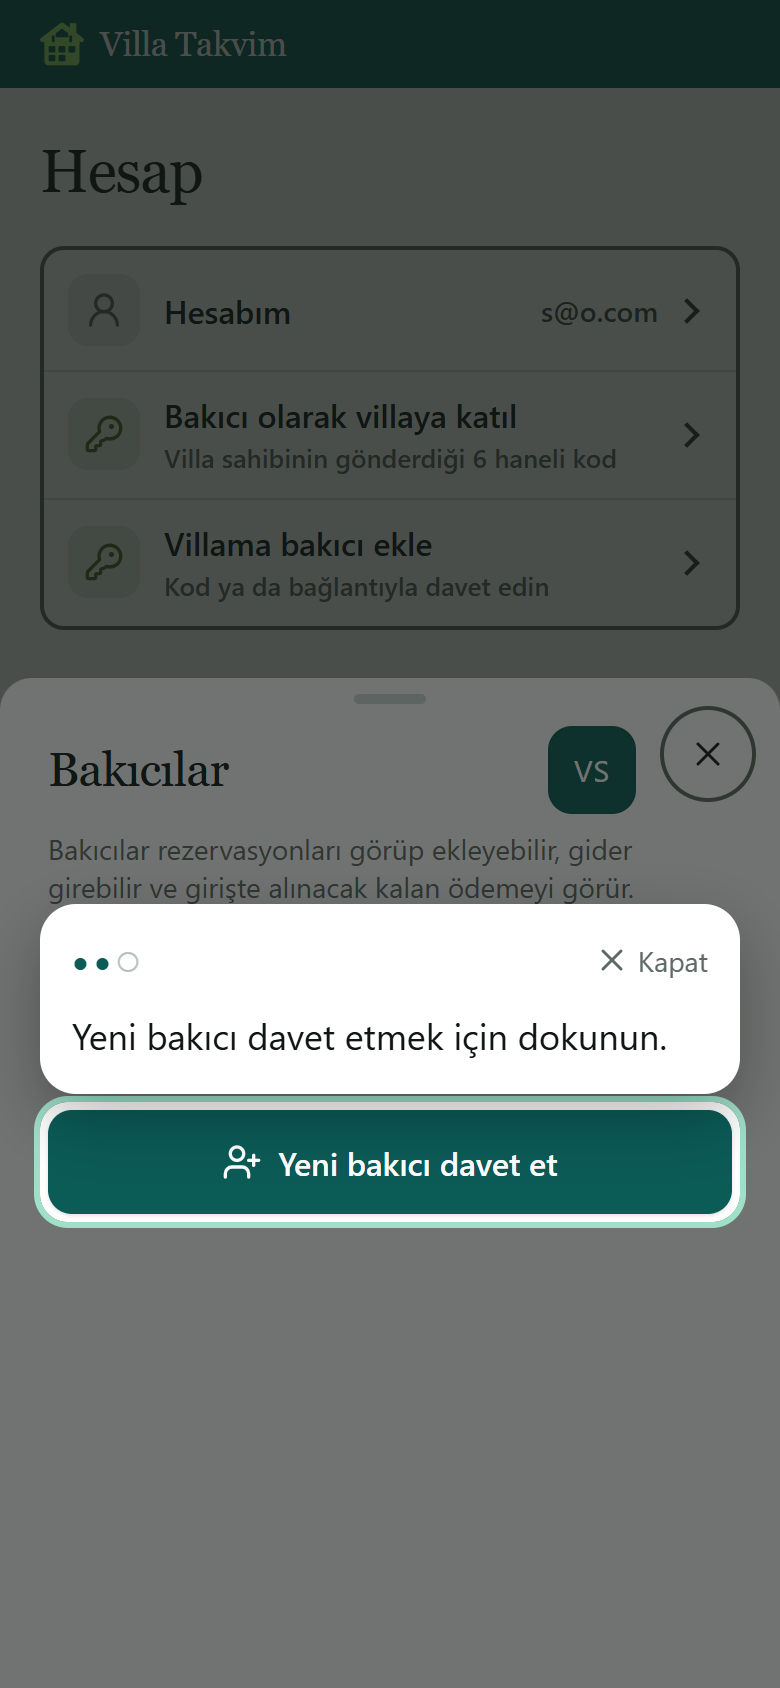 Villa Takvim
Hesap
Hesabım
s@o.com
Bakıcı olarak villaya katıl
Villa sahibinin gönderdiği 6 haneli kod
Villama bakıcı ekle
Kod ya da bağlantıyla davet edin
Bakıcılar
VS
Bakıcılar rezervasyonları görüp ekleyebilir, gider
girebilir ve girişte alınacak kalan ödemeyi görür.
Kapat
Yeni bakıcı davet etmek için dokunun.
Yeni bakıcı davet et